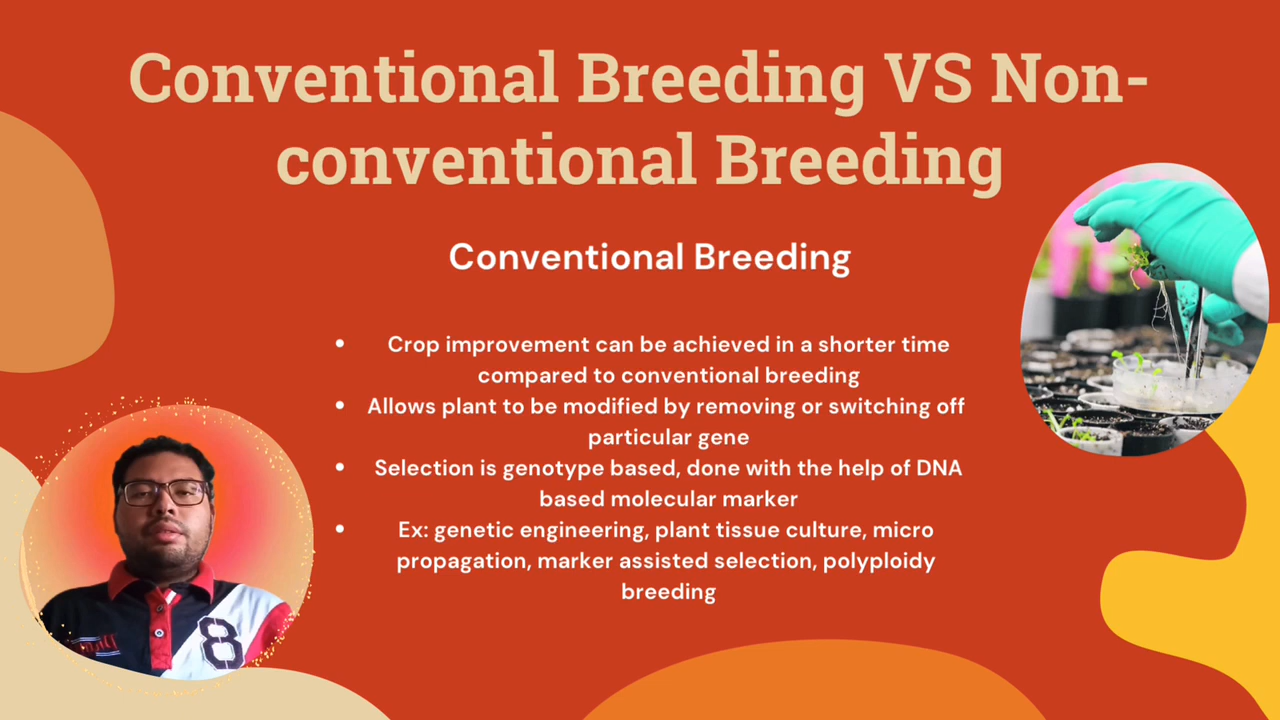 Conventional Breeding VS Non-
conventional Breeding
Conventional Breeding
• Crop improvement can be achieved in a shorter time
compared to conventional breeding
• Allows plant to be modified by removing or switching off
particular gene
• Selection is genotype based, done with the help of DNA
based molecular marker
• Ex: genetic engineering, plant tissue culture, micro
propagation, marker assisted selection, polyploidy
breeding
8